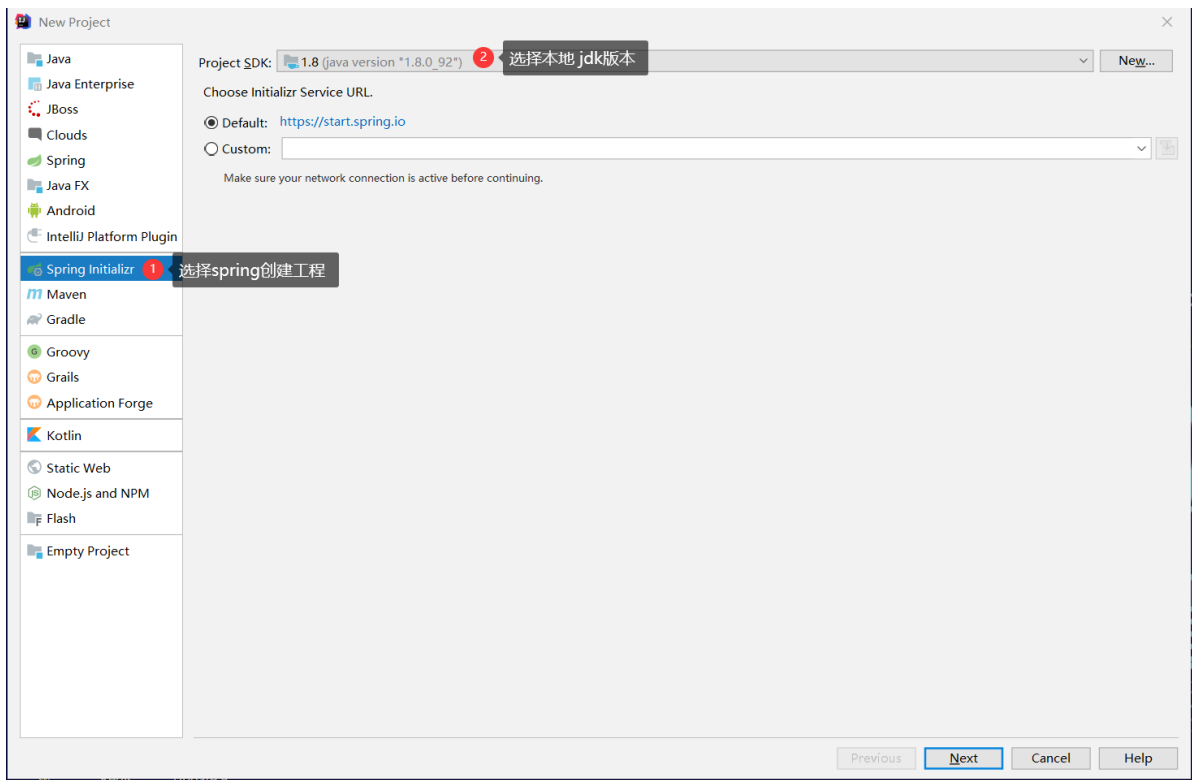 New Project
Java
Java Enterprise
JBoss
Clouds
Spring
Java FX
Android
IntelliJ Platform Plugin
Spring Initializr 1 选择spring创建工程
Maven
Gradle
Groovy
Grails
Application Forge
Kotlin
Static Web
Node.js and NPM
Flash
Empty Project
Project SDK: 1.8 (java version "1.8.0_92") 2 选择本地 jdk版本 New...
Choose Initializr Service URL.
Default: https://start.spring.io
Custom:
Make sure your network connection is active before continuing.
Previous Next Cancel Help